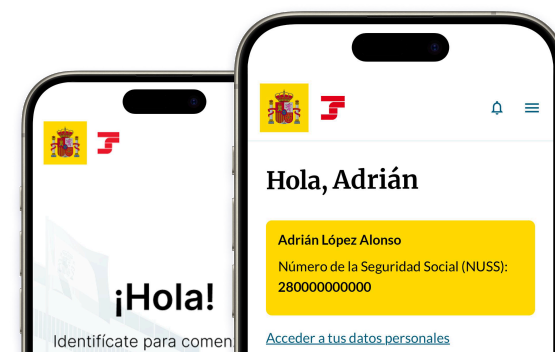 ¡Hola!
Identifícate para comen
Hola, Adrián
Adrián López Alonso
Número de la Seguridad Social (NUSS):
280000000000
Acceder a tus datos personales